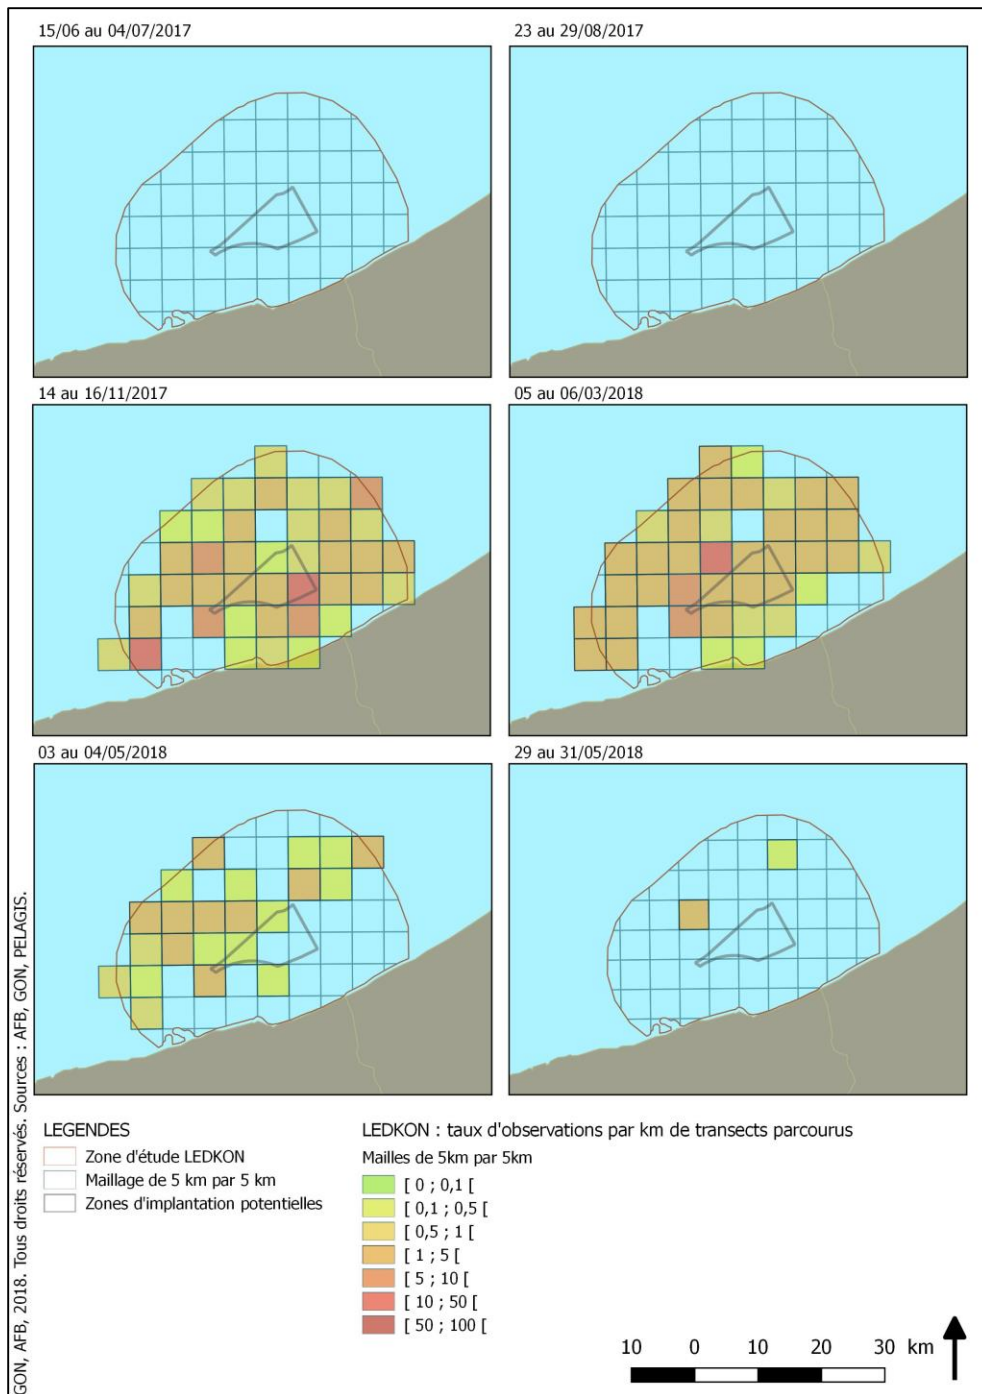 15/06 au 04/07/2017
23 au 29/08/2017
14 au 16/11/2017
05 au 06/03/2018
03 au 04/05/2018
29 au 31/05/2018
GON, AFB, 2018. Tous droits réservés. Sources : AFB, GON, PELAGIS.
LEGENDES
Zone d'étude LEDKON
Maillage de 5 km par 5 km
Zones d'implantation potentielles
LEDKON : taux d'observations par km de transects parcourus
Mailles de 5km par 5km
[ 0 ; 0,1 [
[ 0,1 ; 0,5 [
[ 0,5 ; 1 [
[ 1 ; 5 [
[ 5 ; 10 [
[ 10 ; 50 [
[ 50 ; 100 [
10 0 10 20 30 km